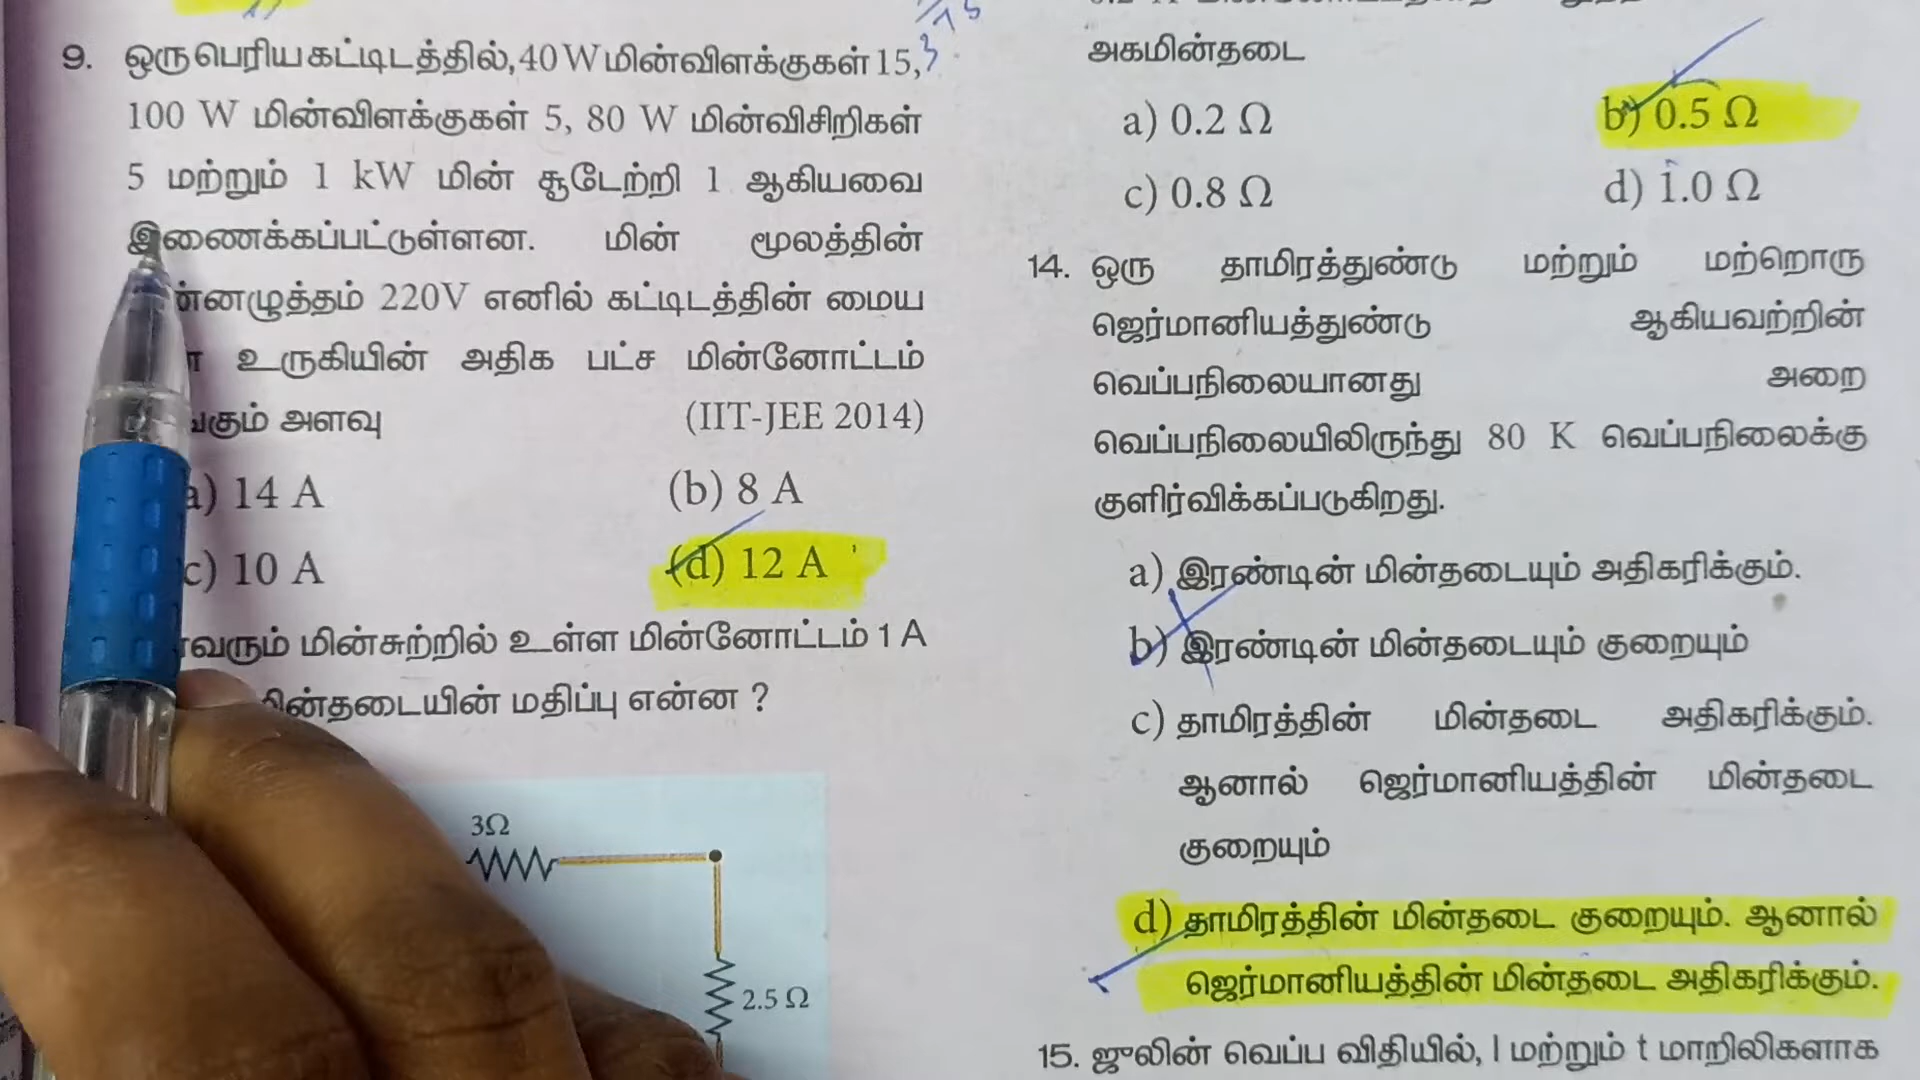 9. ஒரு பெரிய கட்டிடத்தில், 40 W மின்விளக்குகள் 15,
100 W மின்விளக்குகள் 5, 80 W மின்விசிறிகள்
5 மற்றும் 1 kW மின் சூடேற்றி 1 ஆகியவை
இணைக்கப்பட்டுள்ளன. மின் மூலத்தின்
220V எனில் கட்டிடத்தின் மைய
உருகியின் அதிக பட்ச மின்னோட்டம்
அளவு (IIT-JEE 2014)
a) 14 A (b) 8 A
c) 10 A (d) 12 A
மின்சுற்றில் உள்ள மின்னோட்டம் 1 A
மதிப்பு என்ன ?
3Ω
2.5 Ω
அகமின்தடை
a) 0.2 Ω b) 0.5 Ω
c) 0.8 Ω d) 1.0 Ω
14. ஒரு தாமிரத்துண்டு மற்றும் மற்றொரு
ஜெர்மானியத்துண்டு ஆகியவற்றின்
வெப்பநிலையானது அறை
வெப்பநிலையிலிருந்து 80 K வெப்பநிலைக்கு
குளிர்விக்கப்படுகிறது.
a) இரண்டின் மின்தடையும் அதிகரிக்கும்.
b) இரண்டின் மின்தடையும் குறையும்
c) தாமிரத்தின் மின்தடை அதிகரிக்கும்.
ஆனால் ஜெர்மானியத்தின் மின்தடை
குறையும்
d) தாமிரத்தின் மின்தடை குறையும். ஆனால்
ஜெர்மானியத்தின் மின்தடை அதிகரிக்கும்.
15. ஜுலின் வெப்ப விதியில், l மற்றும் t மாறிலிகளாக